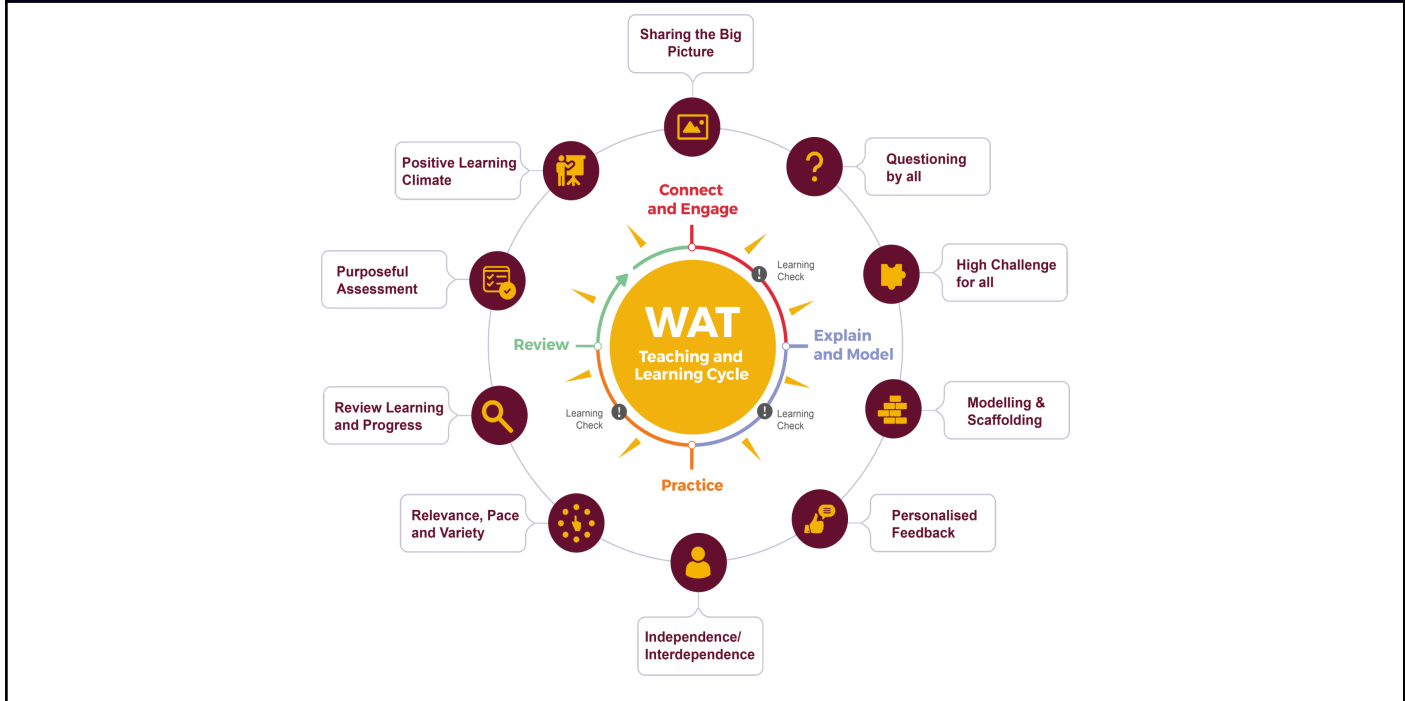 Sharing the Big
Picture
Positive Learning
Climate
Questioning
by all
Connect
and Engage
Learning
Check
Purposeful
Assessment
High Challenge
for all
WAT
Teaching and
Learning Cycle
Review
Explain
and Model
Learning
Check
Learning
Check
Review Learning
and Progress
Modelling &
Scaffolding
Practice
Relevance, Pace
and Variety
Personalised
Feedback
Independence/
Interdependence